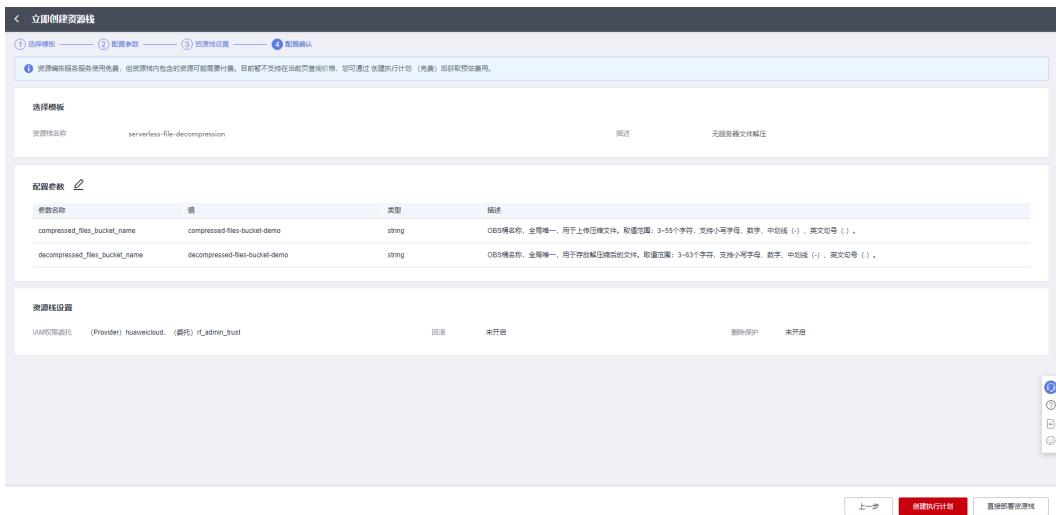 < 立即创建资源栈
1 选择模板 2 配置参数 3 资源栈设置 4 配置确认
资源编排服务服务使用免费，但资源栈内包含的资源可能需要付费。目前暂不支持在当前页查询价格，您可通过 创建执行计划 （免费）后获取预估费用。
选择模板
资源栈名称 serverless-file-decompression 描述 无服务器文件解压
配置参数
参数名称 值 类型 描述
compressed_files_bucket_name compressed-files-bucket-demo string OBS桶名称，全局唯一，用于上传压缩文件。取值范围：3~55个字符，支持小写字母、数字、中划线（-）、英文句号（.）。
decompressed_files_bucket_name decompressed-files-bucket-demo string OBS桶名称，全局唯一，用于存放解压缩后的文件。取值范围：3~63个字符，支持小写字母、数字、中划线（-）、英文句号（.）。
资源栈设置
IAM权限委托 （Provider）huaweicloud，（委托）rf_admin_trust 回滚 未开启 删除保护 未开启
上一步 创建执行计划 直接部署资源栈